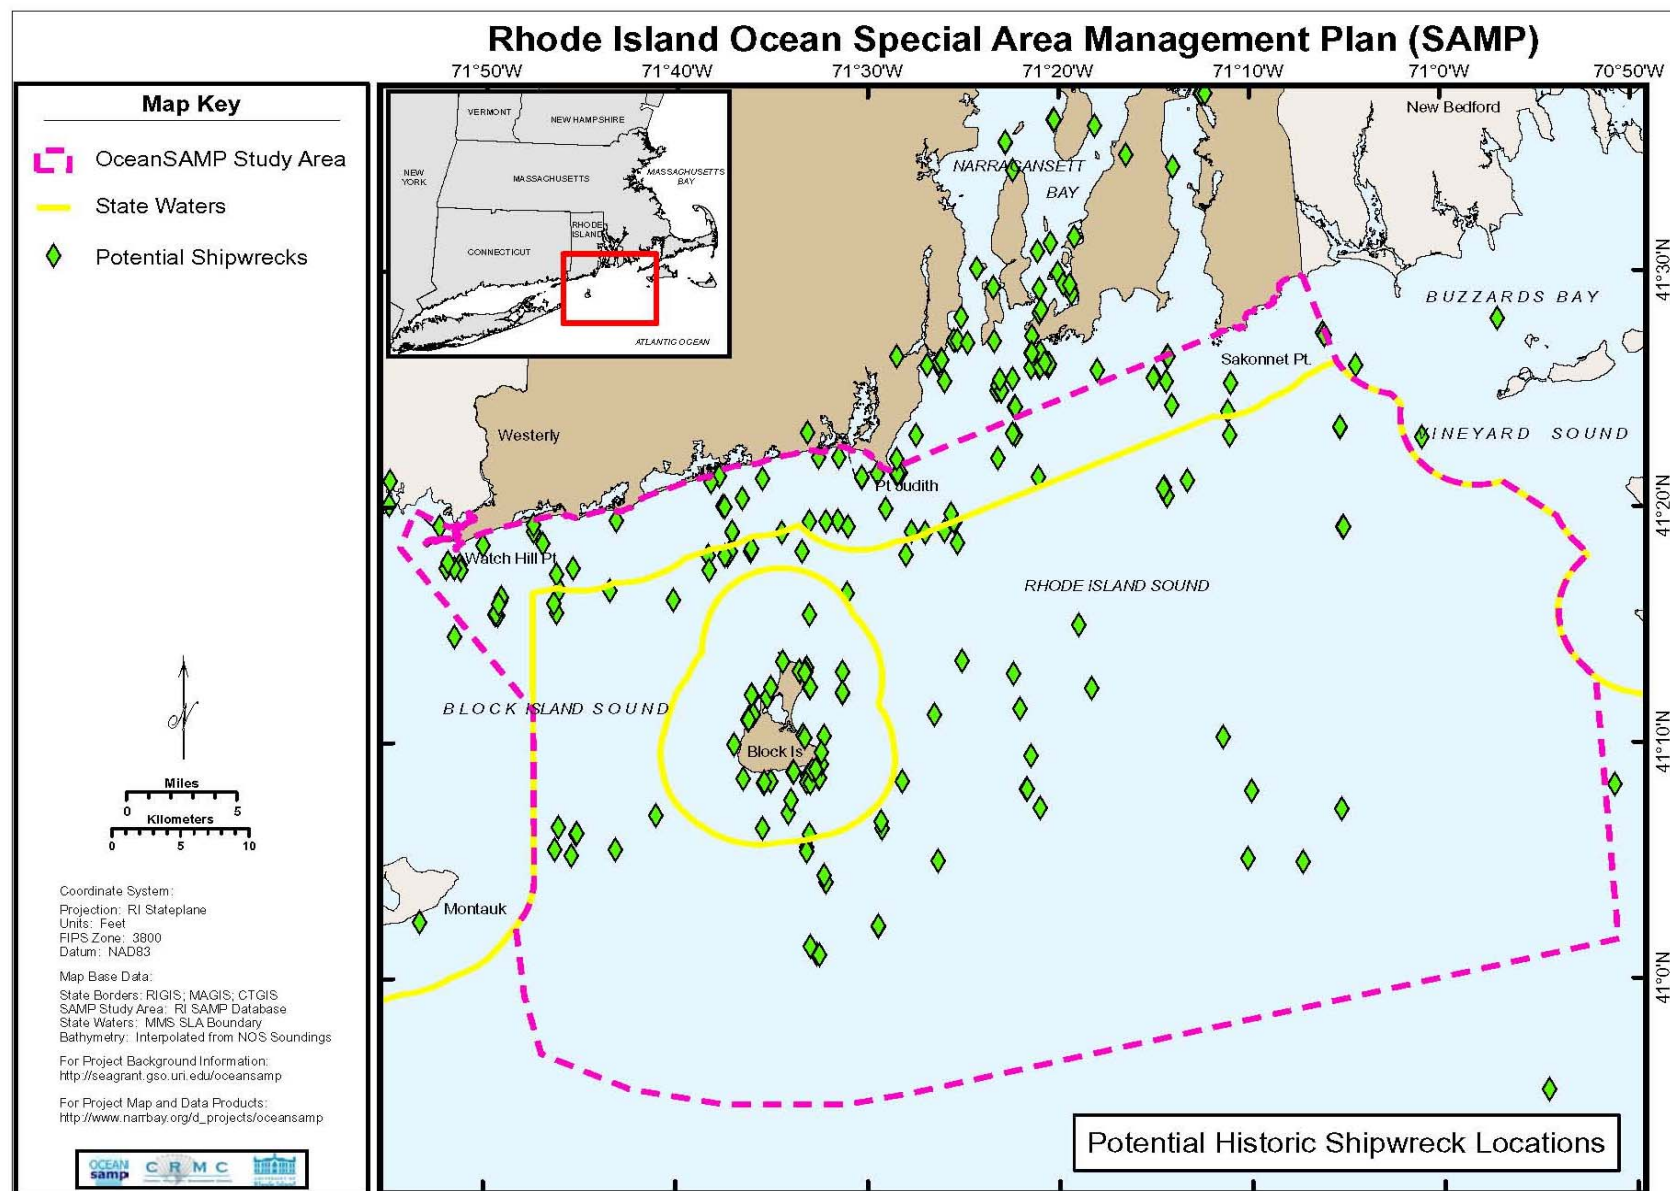 Rhode Island Ocean Special Area Management Plan (SAMP)
71°50'W 71°40'W 71°30'W 71°20'W 71°10'W 71°0'W 70°50'W
Map Key
OceanSAMP Study Area
State Waters
Potential Shipwrecks
N
Miles
0 5
Kilometers
0 5 10
Coordinate System:
Projection: RI Stateplane
Units: Feet
FIPS Zone: 3800
Datum: NAD83
Map Base Data:
State Borders: RIGIS; MAGIS; CTGIS
SAMP Study Area: RI SAMP Database
State Waters: MMS SLA Boundary
Bathymetry: Interpolated from NOS Soundings
For Project Background Information:
http://seagrant.gso.uri.edu/oceansamp
For Project Map and Data Products:
http://www.narrbay.org/d_projects/oceansamp
OCEAN
samp
C R M C
VERMONT
NEW HAMPSHIRE
NEW
YORK
MASSACHUSETTS
MASSACHUSETTS
BAY
CONNECTICUT
RHODE
ISLAND
ATLANTIC OCEAN
New Bedford
NARRAGANSETT
BAY
41°30'N
BUZZARDS BAY
Sakonnet Pt.
Westerly
VINEYARD SOUND
Pt Judith
41°20'N
Watch Hill Pt
RHODE ISLAND SOUND
BLOCK ISLAND SOUND
Block Is
41°10'N
Montauk
41°0'N
Potential Historic Shipwreck Locations